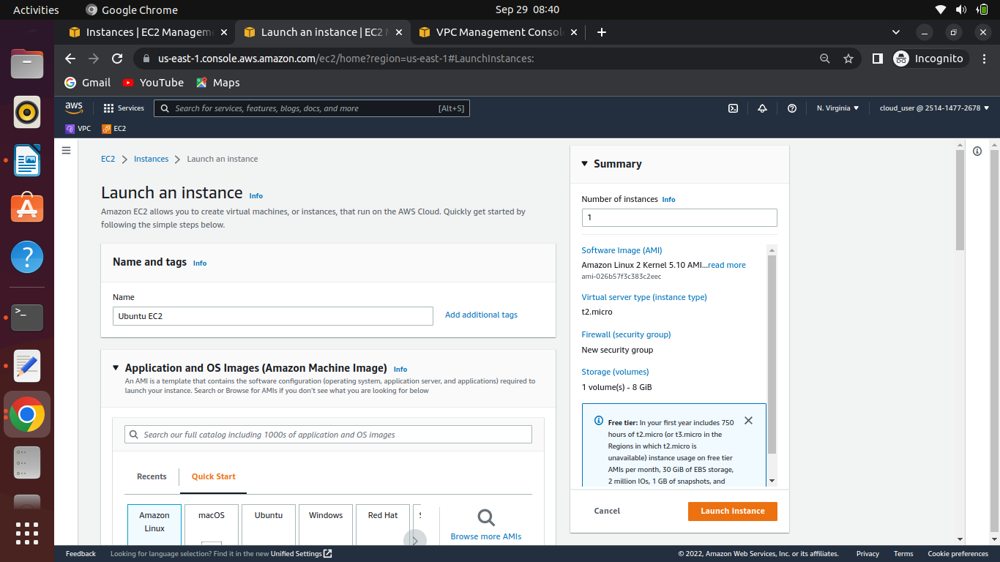 Activities
Google Chrome
Sep 29 08:40
Instances | EC2 Managem
Launch an instance | EC2
VPC Management Consol
us-east-1.console.aws.amazon.com/ec2/home?region=us-east-1#LaunchInstances:
Incognito
Gmail
YouTube
Maps
aws
Services
Search for services, features, blogs, docs, and more
[Alt+S]
N. Virginia
cloud_user @ 2514-1477-2678
VPC
EC2
EC2
Instances
Launch an instance
Launch an instance Info
Amazon EC2 allows you to create virtual machines, or instances, that run on the AWS Cloud. Quickly get started by
following the simple steps below.
Name and tags Info
Name
Ubuntu EC2
Add additional tags
Application and OS Images (Amazon Machine Image) Info
An AMI is a template that contains the software configuration (operating system, application server, and applications) required to
launch your instance. Search or Browse for AMIs if you don't see what you are looking for below
Search our full catalog including 1000s of application and OS images
Recents
Quick Start
Amazon
Linux
macOS
Ubuntu
Windows
Red Hat
Browse more AMIs
Summary
Number of instances Info
1
Software Image (AMI)
Amazon Linux 2 Kernel 5.10 AMI...read more
ami-026b57f3c383c2eec
Virtual server type (instance type)
t2.micro
Firewall (security group)
New security group
Storage (volumes)
1 volume(s) - 8 GiB
Free tier: In your first year includes 750
hours of t2.micro (or t3.micro in the
Regions in which t2.micro is
unavailable) instance usage on free tier
AMIs per month, 30 GiB of EBS storage,
2 million IOs, 1 GB of snapshots, and
Cancel
Launch Instance
Feedback
Looking for language selection? Find it in the new Unified Settings
© 2022, Amazon Web Services, Inc. or its affiliates.
Privacy
Terms
Cookie preferences